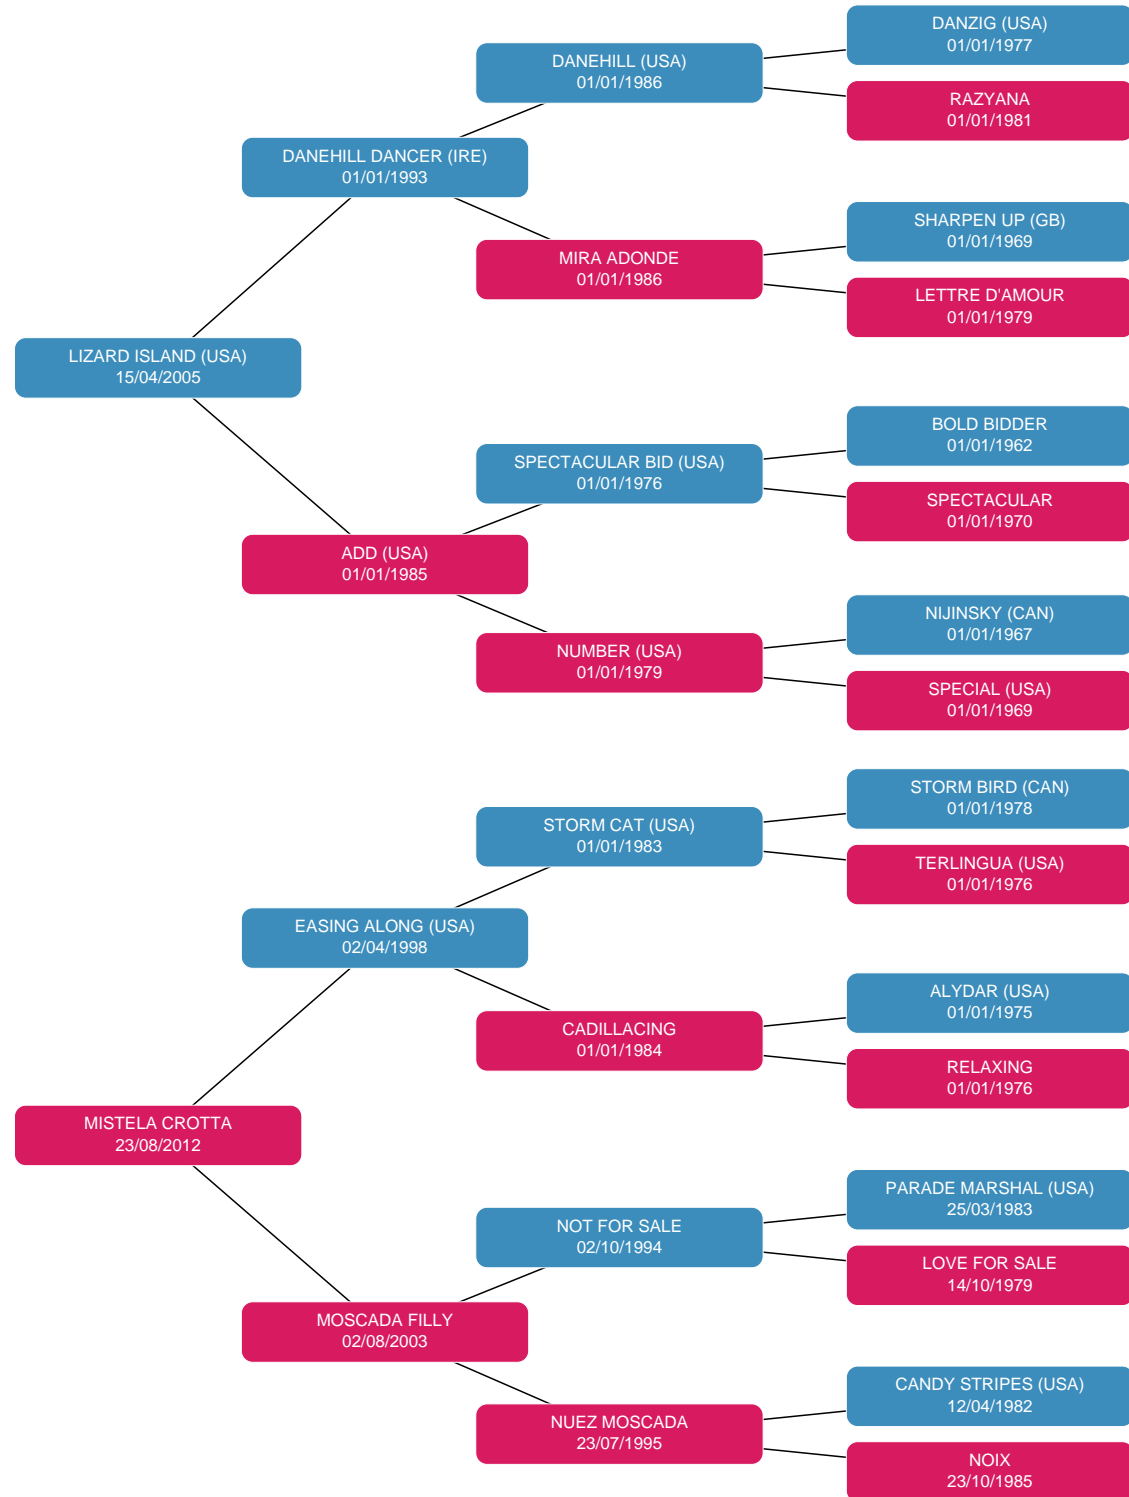 DANZIG (USA)
01/01/1977
DANEHILL (USA)
01/01/1986
RAZYANA
01/01/1981
DANEHILL DANCER (IRE)
01/01/1993
SHARPEN UP (GB)
01/01/1969
MIRA ADONDE
01/01/1986
LETTRE D'AMOUR
01/01/1979
LIZARD ISLAND (USA)
15/04/2005
BOLD BIDDER
01/01/1962
SPECTACULAR BID (USA)
01/01/1976
SPECTACULAR
01/01/1970
ADD (USA)
01/01/1985
NIJINSKY (CAN)
01/01/1967
NUMBER (USA)
01/01/1979
SPECIAL (USA)
01/01/1969
STORM BIRD (CAN)
01/01/1978
STORM CAT (USA)
01/01/1983
TERLINGUA (USA)
01/01/1976
EASING ALONG (USA)
02/04/1998
ALYDAR (USA)
01/01/1975
CADILLACING
01/01/1984
RELAXING
01/01/1976
MISTELA CROTTA
23/08/2012
PARADE MARSHAL (USA)
25/03/1983
NOT FOR SALE
02/10/1994
LOVE FOR SALE
14/10/1979
MOSCADA FILLY
02/08/2003
CANDY STRIPES (USA)
12/04/1982
NUEZ MOSCADA
23/07/1995
NOIX
23/10/1985